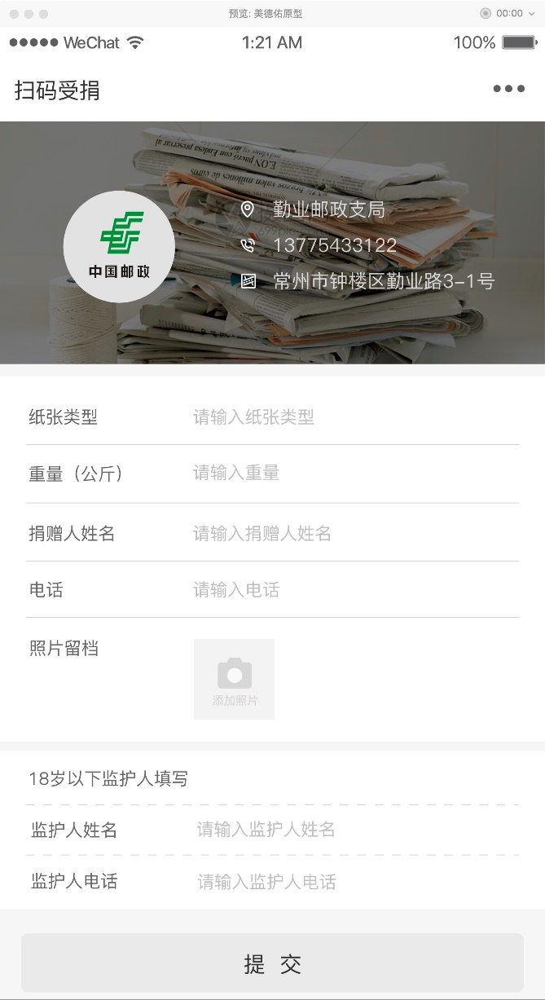 预览: 美德佑原型
00:00
WeChat
1:21 AM
100%
扫码受捐
中国邮政
勤业邮政支局
13775433122
常州市钟楼区勤业路3-1号
纸张类型
请输入纸张类型
重量（公斤）
请输入重量
捐赠人姓名
请输入捐赠人姓名
电话
请输入电话
照片留档
添加照片
18岁以下监护人填写
监护人姓名
请输入监护人姓名
监护人电话
请输入监护人电话
提 交